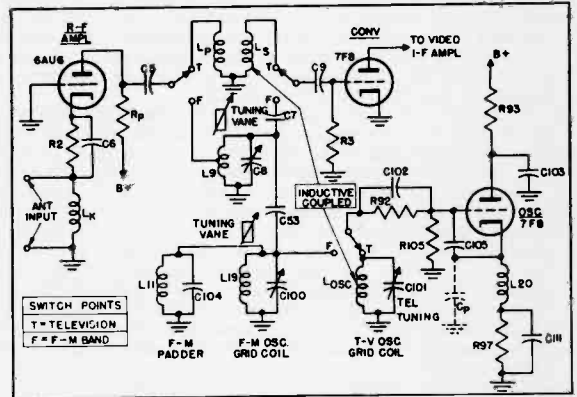 R-F
AMPL
6AU6
C5
T
LP
LS
T
C9
CONV
7F8
TO VIDEO
I-F AMPL
B+
RP
F
TUNING
VANE
F
C7
R3
R93
R2
C6
B+
L9
C8
C103
ANT
INPUT
LK
TUNING
VANE
C53
INDUCTIVE
COUPLED
C102
R92
OSC
7F8
R105
C105
F
T
L11
C104
L19
C100
LOSC
C101
TEL
TUNING
CP
L20
SWITCH POINTS
T = TELEVISION
F = F-M BAND
F-M
PADDER
F-M OSC.
GRID COIL
T-V OSC
GRID COIL
R97
C111